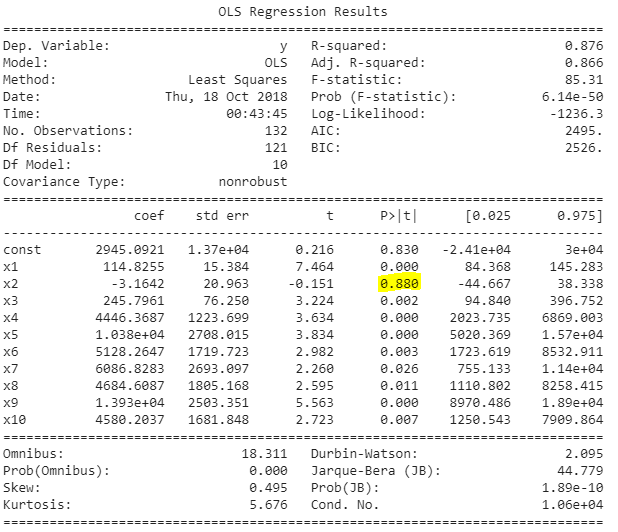 OLS Regression Results
==============================================================================
Dep. Variable:                      y   R-squared:                       0.876
Model:                            OLS   Adj. R-squared:                  0.866
Method:                 Least Squares   F-statistic:                     85.31
Date:                Thu, 18 Oct 2018   Prob (F-statistic):           6.14e-50
Time:                        00:43:45   Log-Likelihood:                -1236.3
No. Observations:                 132   AIC:                             2495.
Df Residuals:                     121   BIC:                             2526.
Df Model:                          10
Covariance Type:            nonrobust
==============================================================================
                 coef    std err          t      P>|t|      [0.025      0.975]
------------------------------------------------------------------------------
const       2945.0921   1.37e+04      0.216      0.830   -2.41e+04       3e+04
x1           114.8255     15.384      7.464      0.000      84.368     145.283
x2            -3.1642     20.963     -0.151      0.880     -44.667      38.338
x3           245.7961     76.250      3.224      0.002      94.840     396.752
x4          4446.3687   1223.699      3.634      0.000    2023.735    6869.003
x5          1.038e+04   2708.015      3.834      0.000    5020.369    1.57e+04
x6          5128.2647   1719.723      2.982      0.003    1723.619    8532.911
x7          6086.8283   2693.097      2.260      0.026     755.133    1.14e+04
x8          4684.6087   1805.168      2.595      0.011    1110.802    8258.415
x9          1.393e+04   2503.351      5.563      0.000    8970.486    1.89e+04
x10         4580.2037   1681.848      2.723      0.007    1250.543    7909.864
==============================================================================
Omnibus:                       18.311   Durbin-Watson:                   2.095
Prob(Omnibus):                  0.000   Jarque-Bera (JB):               44.779
Skew:                           0.495   Prob(JB):                     1.89e-10
Kurtosis:                       5.676   Cond. No.                     1.06e+04
==============================================================================